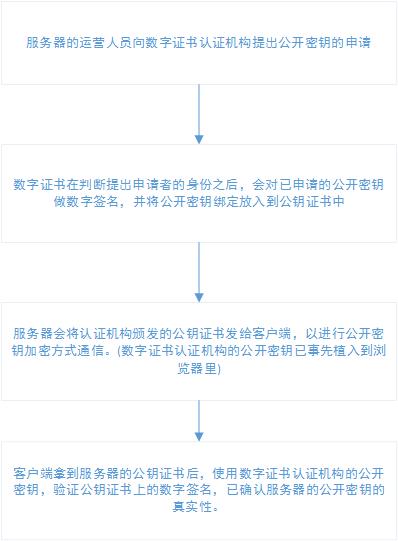 服务器的运营人员向数字证书认证机构提出公开密钥的申请
数字证书在判断提出申请者的身份之后，会对已申请的公开密钥
做数字签名，并将公开密钥绑定放入到公钥证书中
服务器会将认证机构颁发的公钥证书发给客户端，以进行公开密
钥加密方式通信。(数字证书认证机构的公开密钥已事先植入到浏
览器里)
客户端拿到服务器的公钥证书后，使用数字证书认证机构的公开
密钥，验证公钥证书上的数字签名，已确认服务器的公开密钥的
真实性。